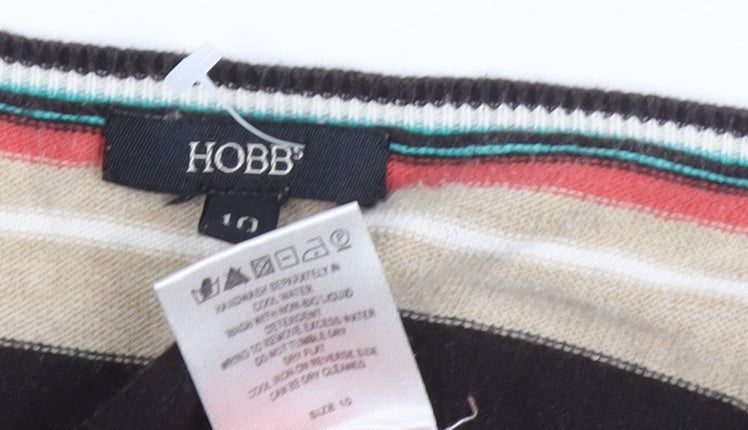 HOBBS
10
HANDWASH SEPARATELY IN
COOL WATER
WASH WITH NON-BIO LIQUID
DETERGENT
WRING TO REMOVE EXCESS WATER
DO NOT TUMBLE DRY
DRY FLAT
COOL IRON ON REVERSE SIDE
CAN BE DRY CLEANED
SIZE 10